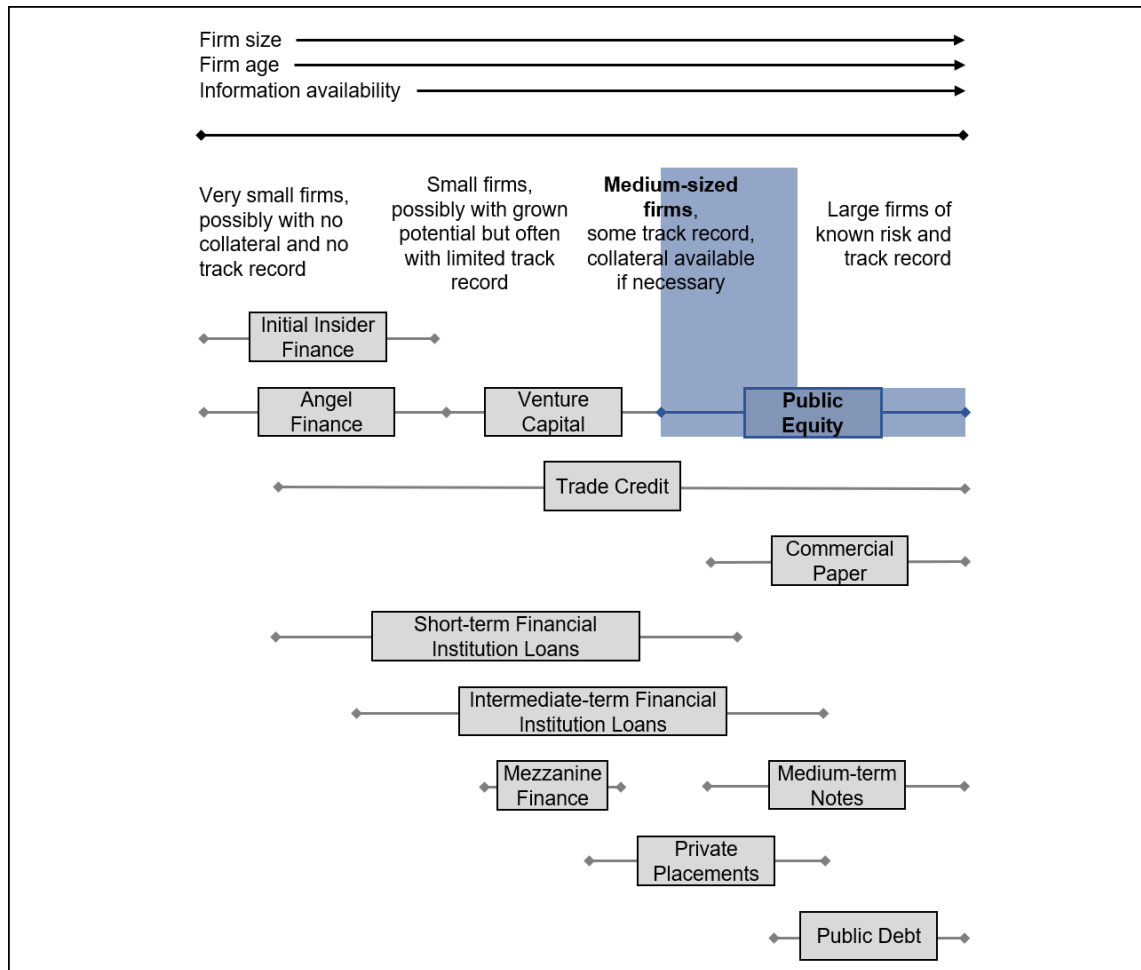 Firm size
Firm age
Information availability
Very small firms,
possibly with no
collateral and no
track record
Small firms,
possibly with grown
potential but often
with limited track
record
Medium-sized
firms,
some track record,
collateral available
if necessary
Large firms of
known risk and
track record
Initial Insider
Finance
Angel
Finance
Venture
Capital
Public
Equity
Trade Credit
Commercial
Paper
Short-term Financial
Institution Loans
Intermediate-term Financial
Institution Loans
Mezzanine
Finance
Medium-term
Notes
Private
Placements
Public Debt